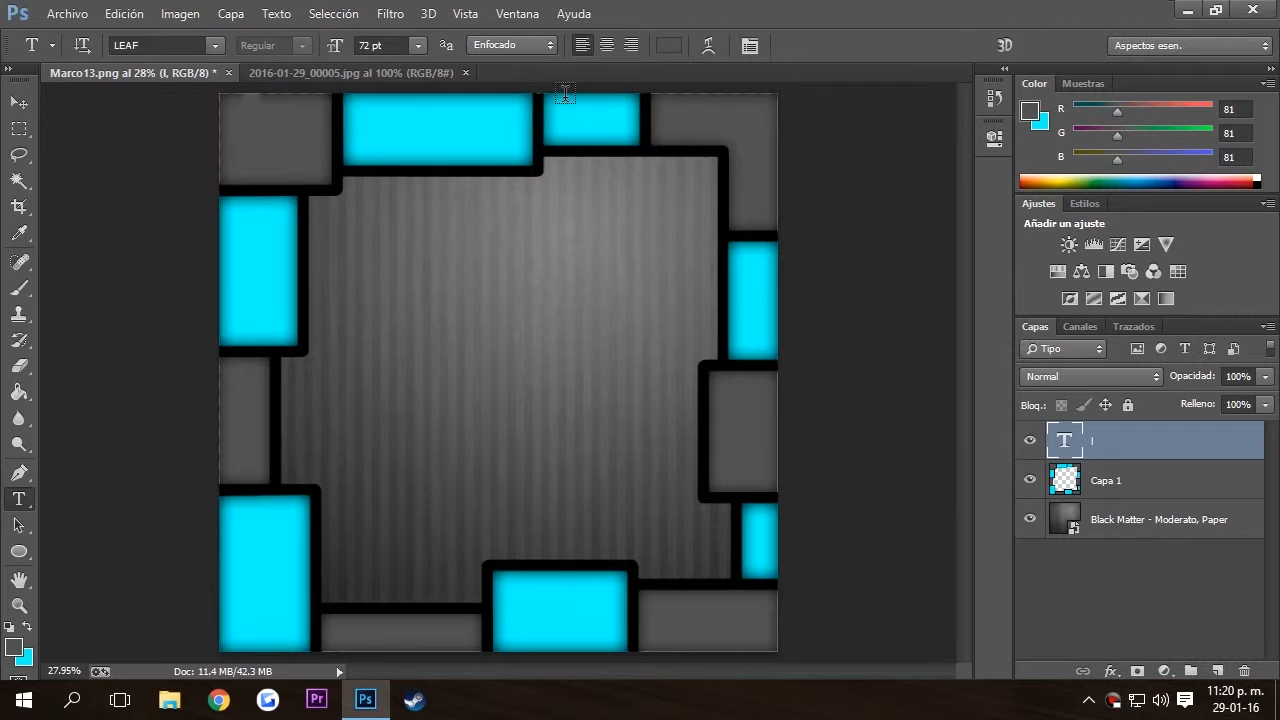 Ps Archivo Edición Imagen Capa Texto Selección Filtro 3D Vista Ventana Ayuda
T LEAF Regular 72 pt aa Enfocado 3D Aspectos esen.
Marco13.png al 28% (l, RGB/8) * × 2016-01-29_00005.jpg al 100% (RGB/8#) ×
Color Muestras
R 81
G 81
B 81
Ajustes Estilos
Añadir un ajuste
Capas Canales Trazados
Tipo
Normal Opacidad: 100%
Bloq.: Relleno: 100%
T l
Capa 1
Black Matter - Moderato, Paper
27.95% Doc: 11.4 MB/42.3 MB
Pr Ps
11:20 p. m.
29-01-16